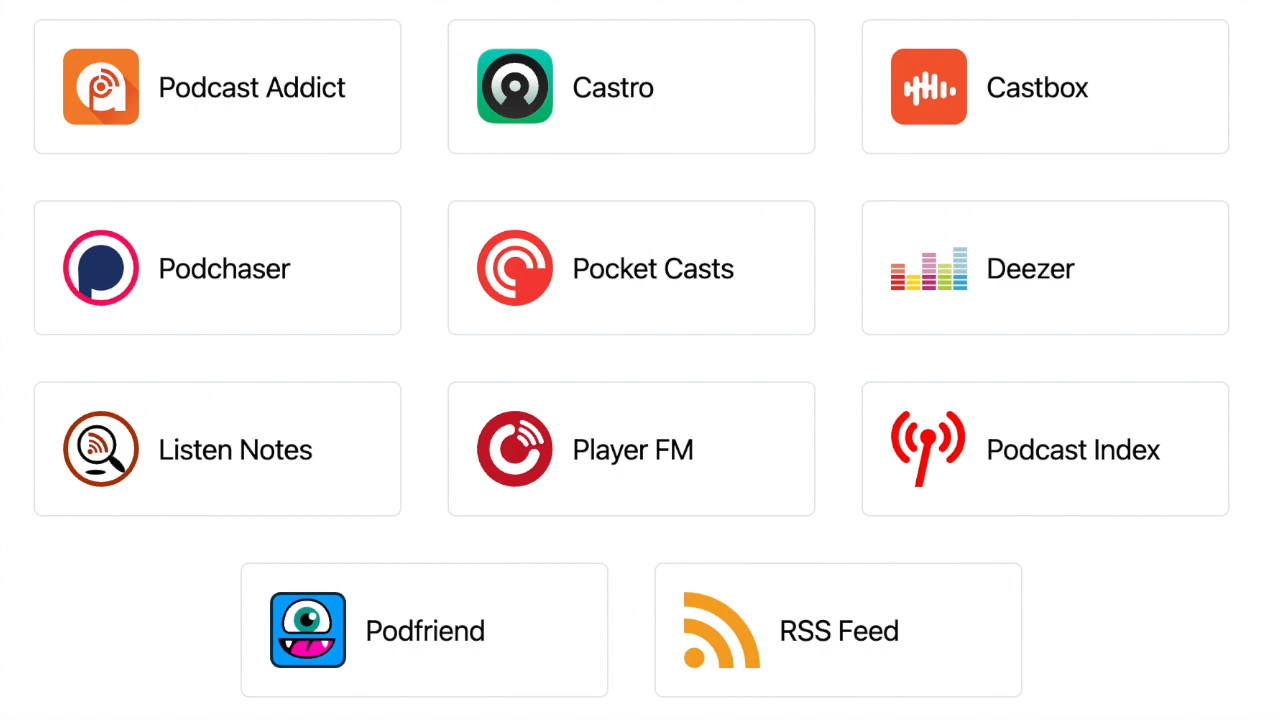 Podcast Addict
Castro
Castbox
Podchaser
Pocket Casts
Deezer
Listen Notes
Player FM
Podcast Index
Podfriend
RSS Feed